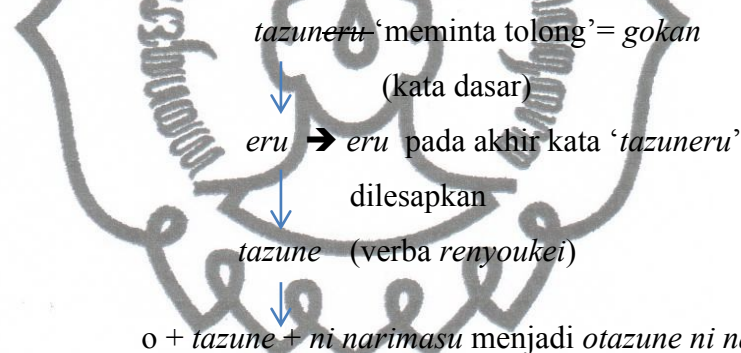 tazuneru ‘meminta tolong’= gokan
(kata dasar)
eru ➔ eru pada akhir kata ‘tazuneru’
dilesapkan
tazune (verba renyoukei)
o + tazune + ni narimasu menjadi otazune ni